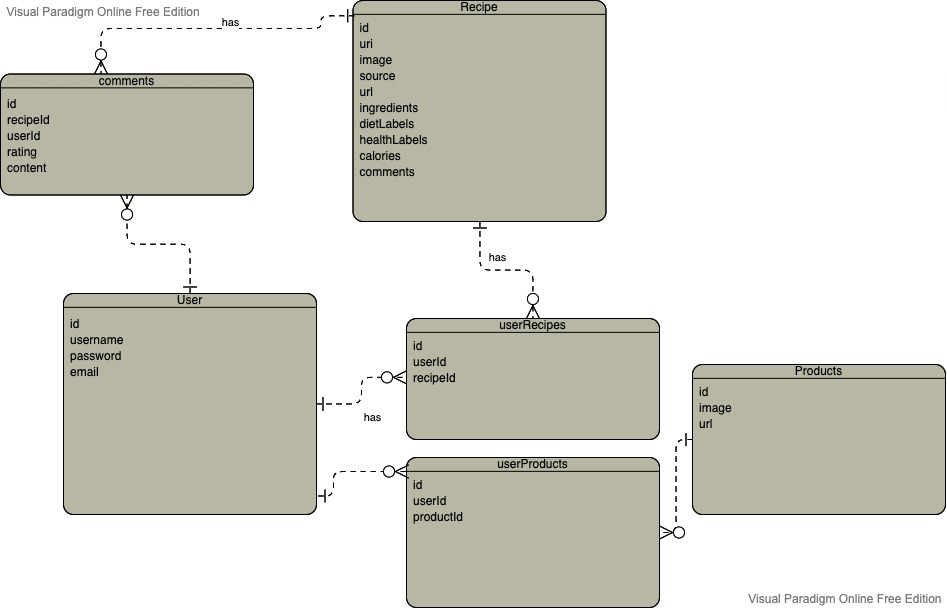 Visual Paradigm Online Free Edition
has
Recipe
id
uri
image
source
url
ingredients
dietLabels
healthLabels
calories
comments
comments
id
recipeId
userId
rating
content
has
User
id
username
password
email
userRecipes
id
userId
recipeId
has
Products
id
image
url
userProducts
id
userId
productId
Visual Paradigm Online Free Edition